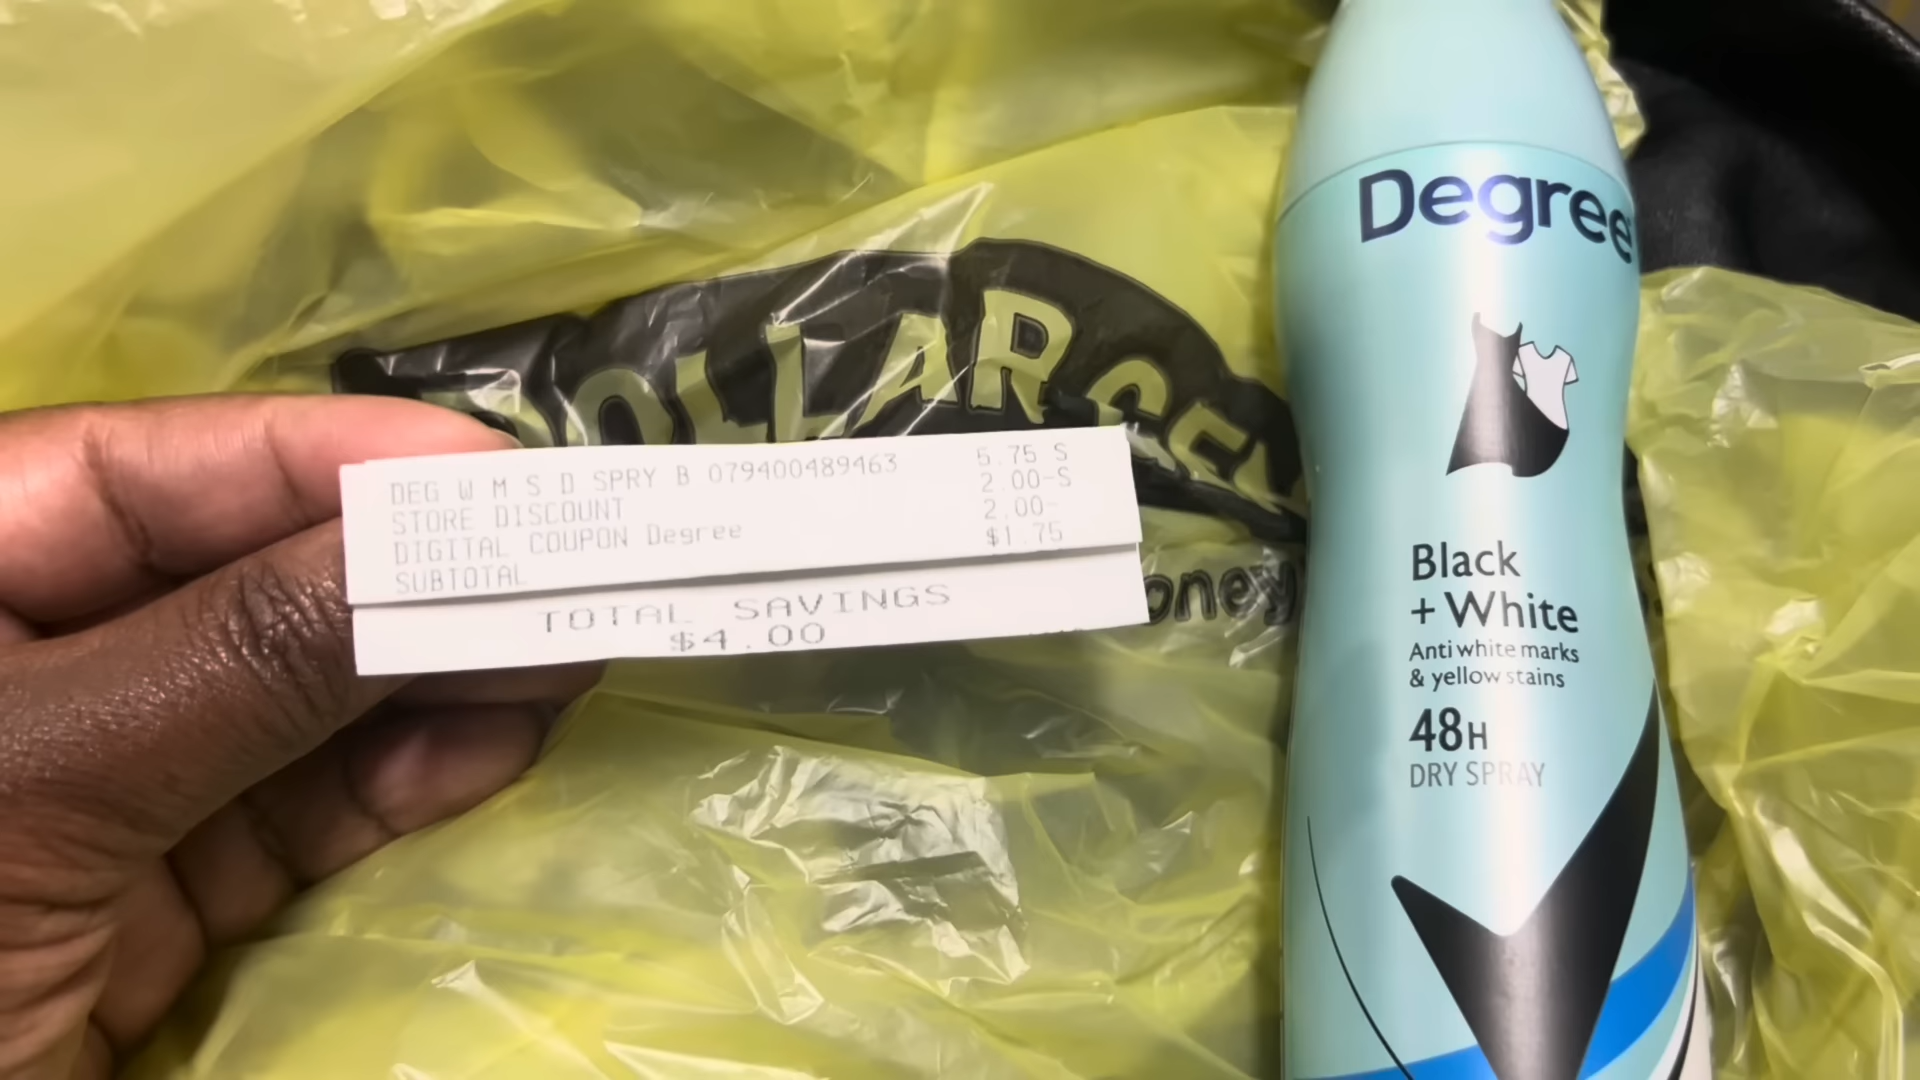 DOLLAR GE
DEG W M S D SPRY B 079400489463 5.75 S
STORE DISCOUNT 2.00-S
DIGITAL COUPON Degree 2.00-
SUBTOTAL $1.75
TOTAL SAVINGS
$4.00
oney
Degree
Black
+ White
Anti white marks
& yellow stains
48H
DRY SPRAY